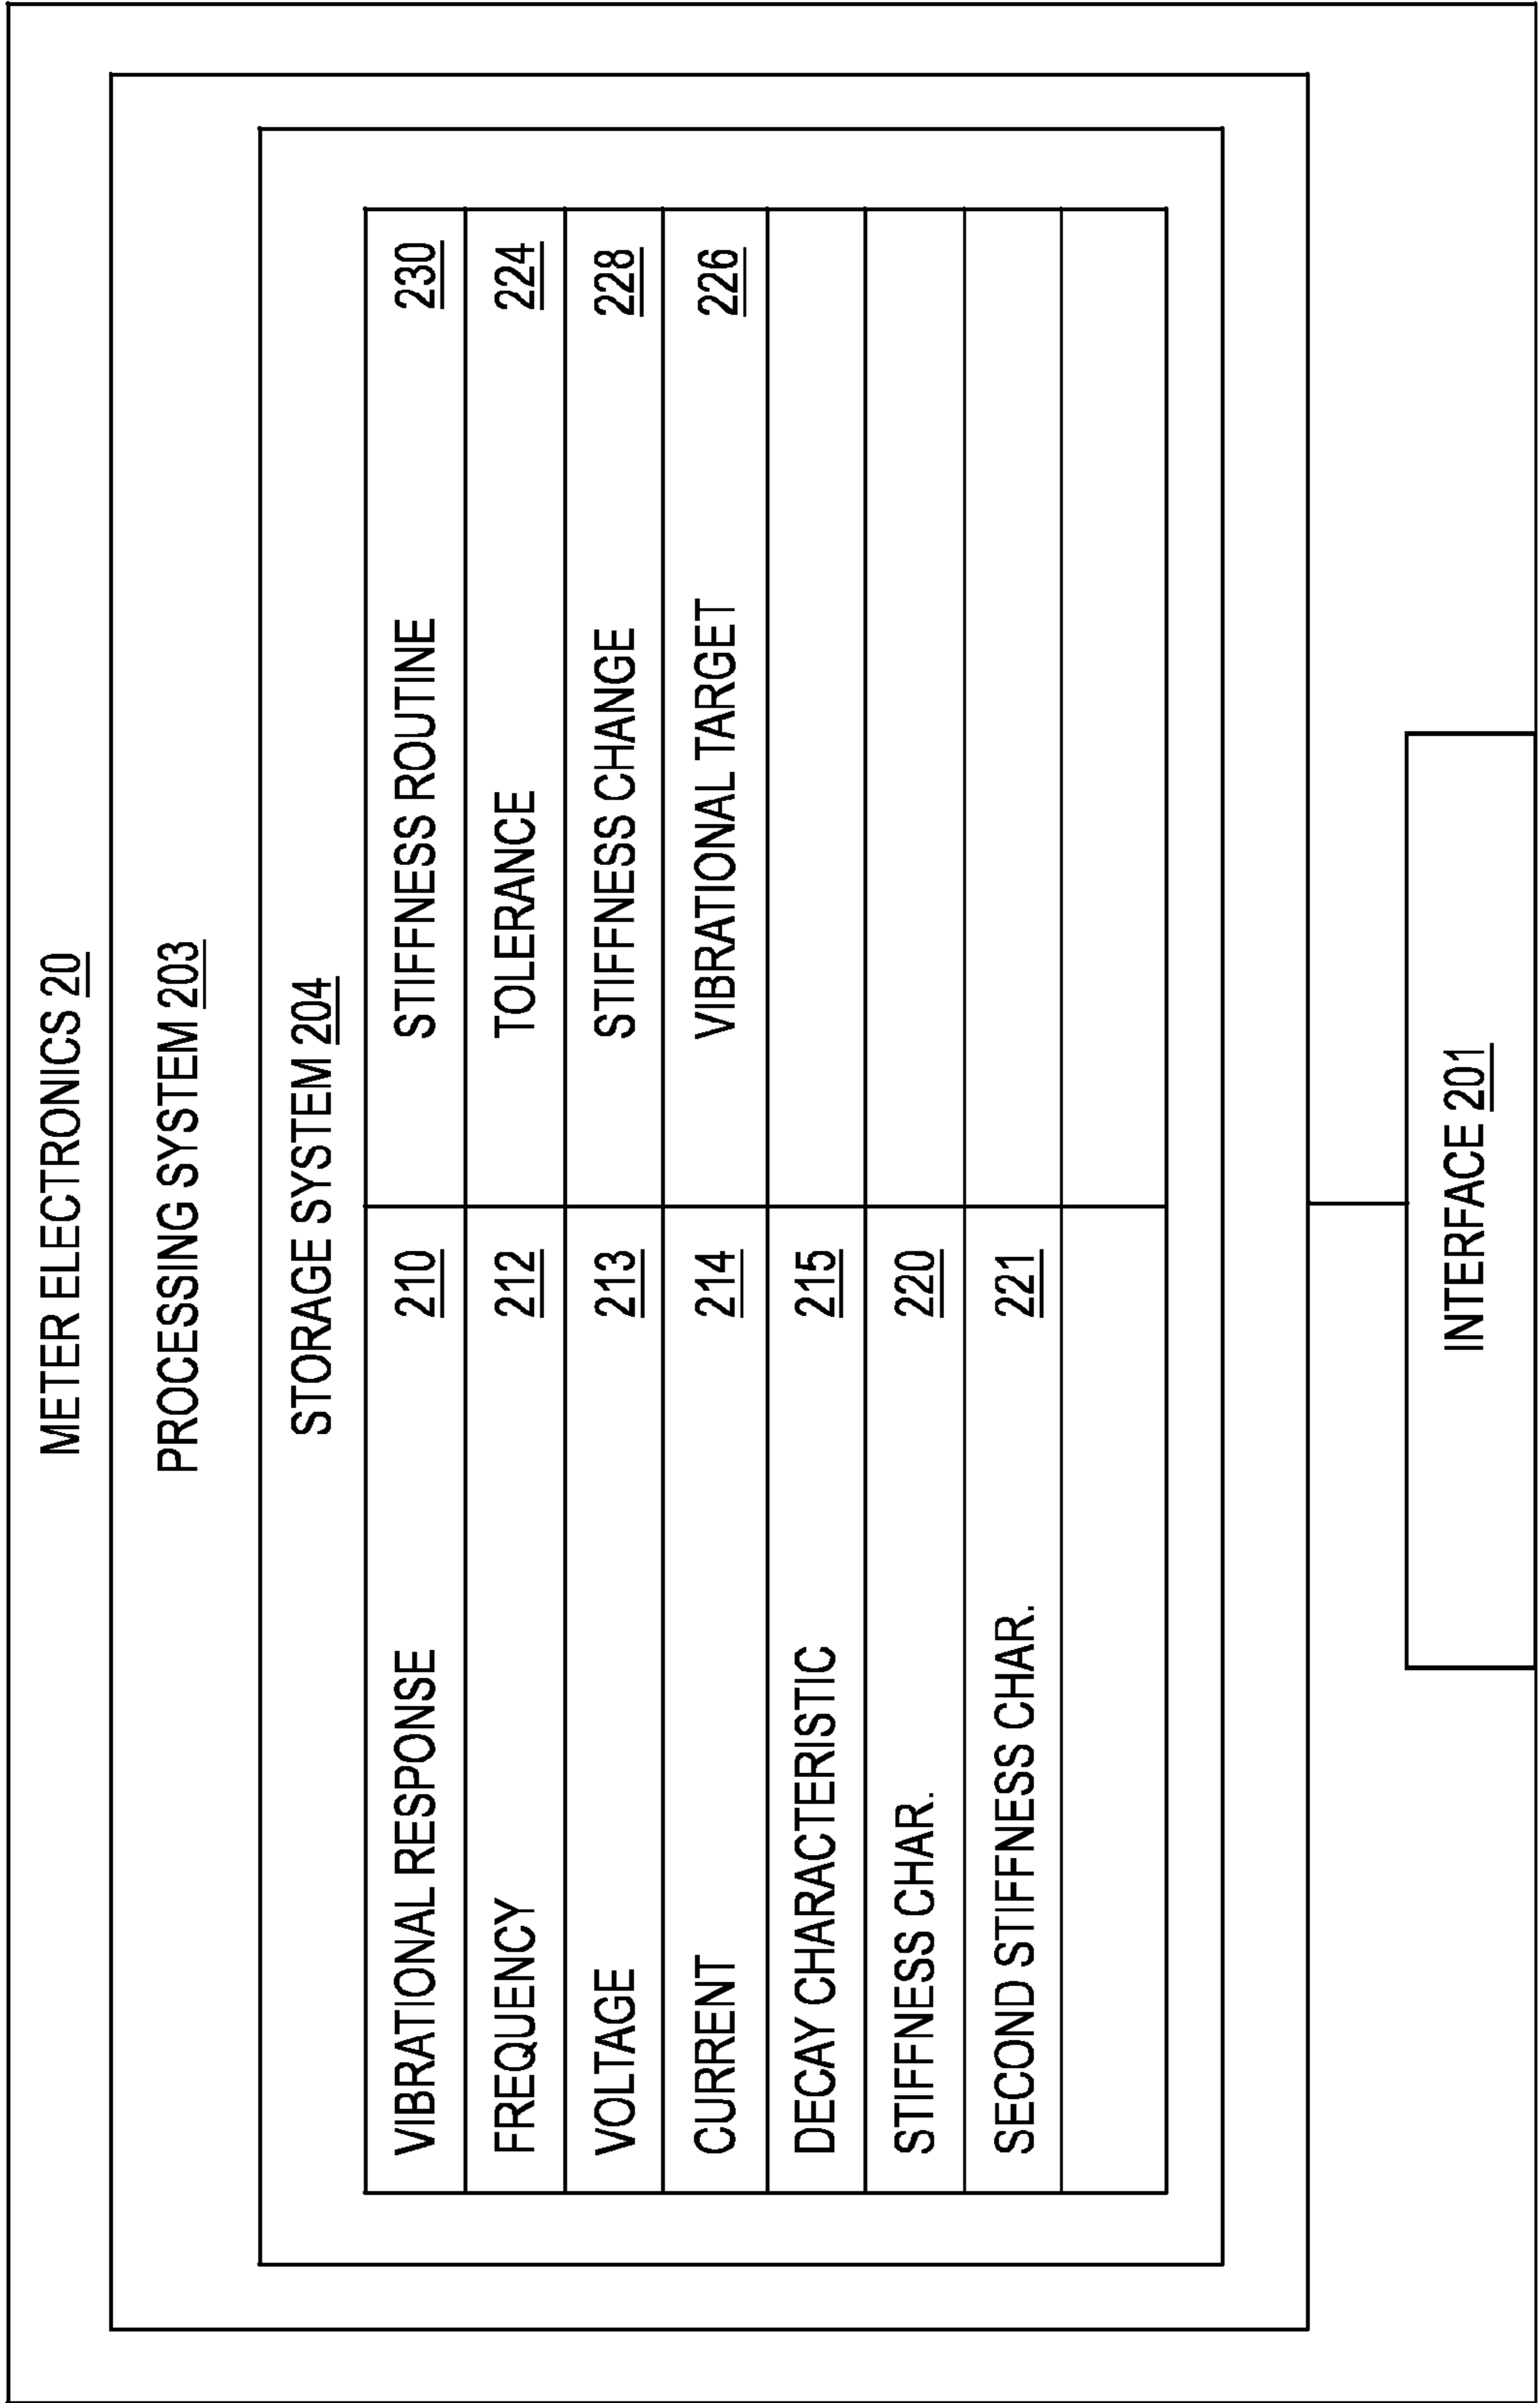 METER ELECTRONICS 20
PROCESSING SYSTEM 203
STORAGE SYSTEM 204
VIBRATIONAL RESPONSE 210
STIFFNESS ROUTINE 230
FREQUENCY 212
TOLERANCE 224
VOLTAGE 213
STIFFNESS CHANGE 228
CURRENT 214
VIBRATIONAL TARGET 226
DECAY CHARACTERISTIC 215
STIFFNESS CHAR. 220
SECOND STIFFNESS CHAR. 221
INTERFACE 201